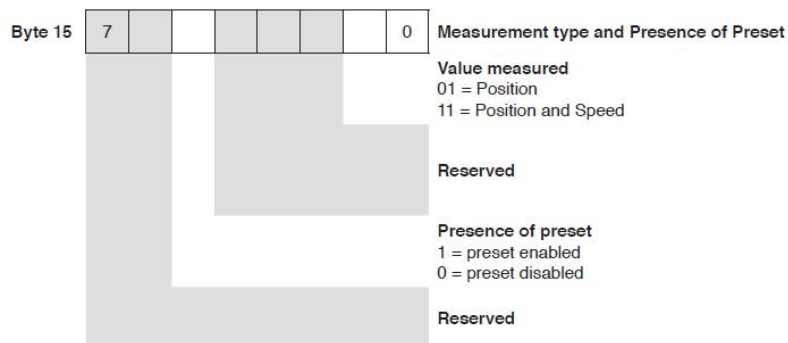 Byte 15 7 0 Measurement type and Presence of Preset
Value measured
01 = Position
11 = Position and Speed
Reserved
Presence of preset
1 = preset enabled
0 = preset disabled
Reserved